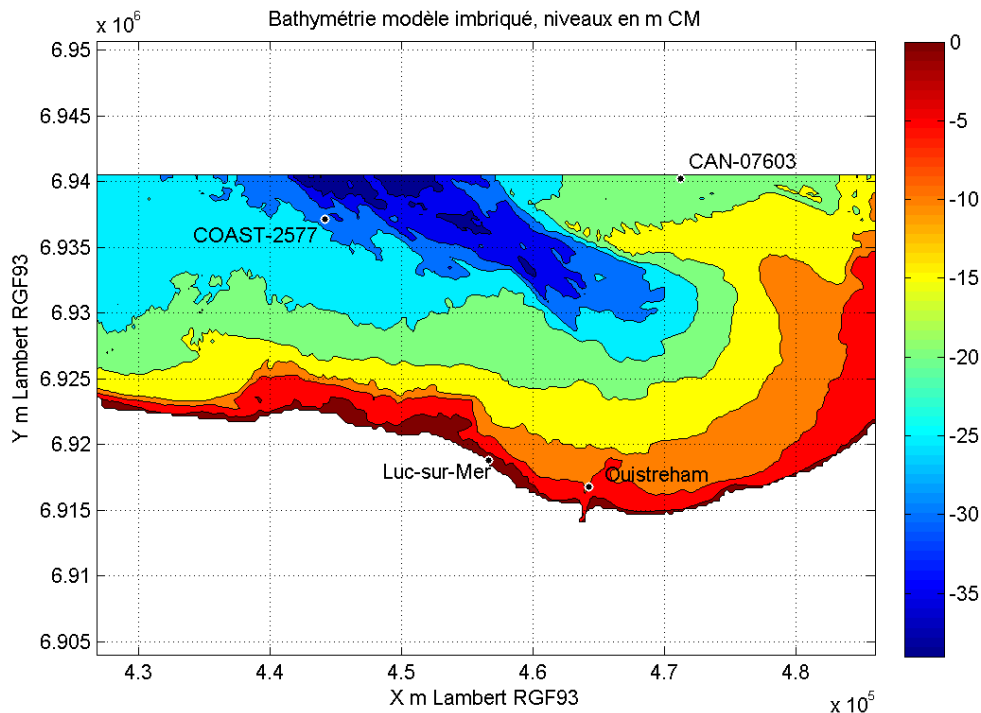 Bathymétrie modèle imbriqué, niveaux en m CM
x 10^6
6.95
6.945
6.94
6.935
6.93
6.925
6.92
6.915
6.91
6.905
Y m Lambert RGF93
CAN-07603
COAST-2577
Luc-sur-Mer
Ouistreham
4.3
4.4
4.5
4.6
4.7
4.8
X m Lambert RGF93
x 10^5
0
-5
-10
-15
-20
-25
-30
-35